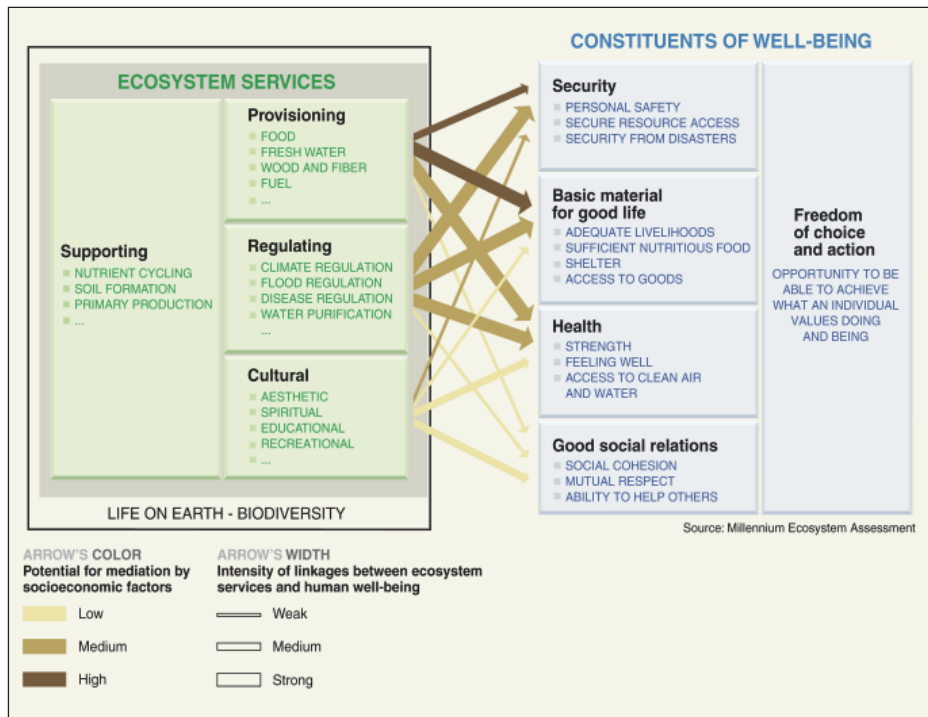 CONSTITUENTS OF WELL-BEING
ECOSYSTEM SERVICES
Supporting
NUTRIENT CYCLING
SOIL FORMATION
PRIMARY PRODUCTION
...
Provisioning
FOOD
FRESH WATER
WOOD AND FIBER
FUEL
...
Regulating
CLIMATE REGULATION
FLOOD REGULATION
DISEASE REGULATION
WATER PURIFICATION
...
Cultural
AESTHETIC
SPIRITUAL
EDUCATIONAL
RECREATIONAL
...
LIFE ON EARTH - BIODIVERSITY
Security
PERSONAL SAFETY
SECURE RESOURCE ACCESS
SECURITY FROM DISASTERS
Basic material
for good life
ADEQUATE LIVELIHOODS
SUFFICIENT NUTRITIOUS FOOD
SHELTER
ACCESS TO GOODS
Health
STRENGTH
FEELING WELL
ACCESS TO CLEAN AIR
AND WATER
Good social relations
SOCIAL COHESION
MUTUAL RESPECT
ABILITY TO HELP OTHERS
Freedom
of choice
and action
OPPORTUNITY TO BE
ABLE TO ACHIEVE
WHAT AN INDIVIDUAL
VALUES DOING
AND BEING
Source: Millennium Ecosystem Assessment
ARROW'S COLOR
Potential for mediation by
socioeconomic factors
Low
Medium
High
ARROW'S WIDTH
Intensity of linkages between ecosystem
services and human well-being
Weak
Medium
Strong